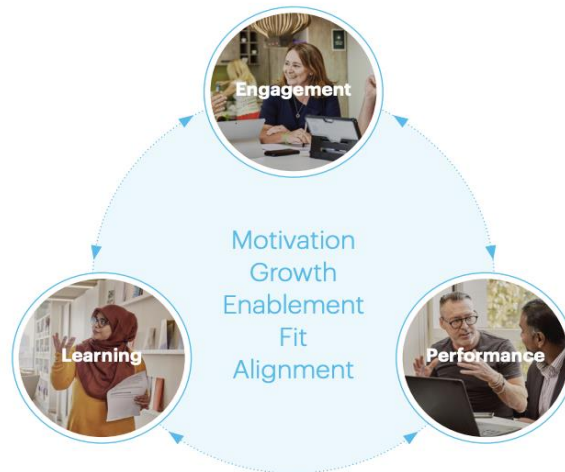 Engagement
Motivation
Growth
Enablement
Fit
Alignment
Learning
Performance